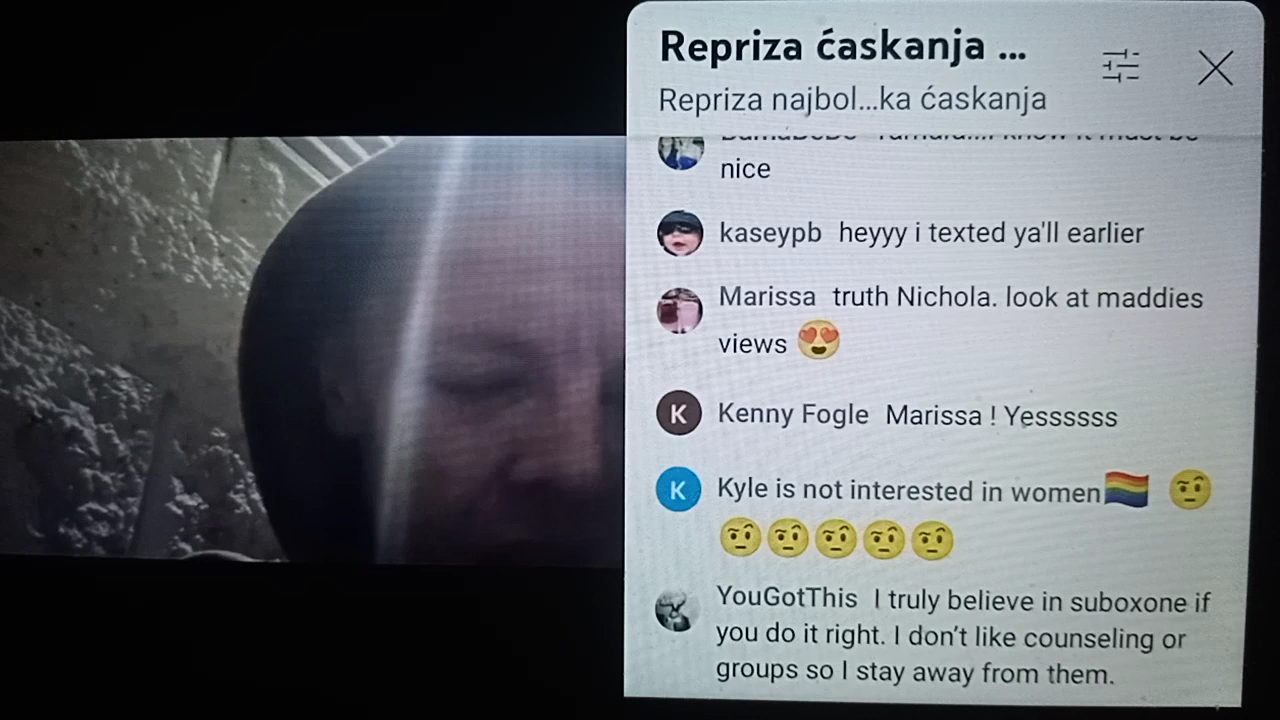 Repriza ćaskanja ...
Repriza najbol...ka ćaskanja
nice
kaseypb heyyy i texted ya'll earlier
Marissa truth Nichola. look at maddies
views 😍
K Kenny Fogle Marissa ! Yessssss
K Kyle is not interested in women🏳️‍🌈 🤨
🤨🤨🤨🤨🤨
YouGotThis I truly believe in suboxone if
you do it right. I don't like counseling or
groups so I stay away from them.